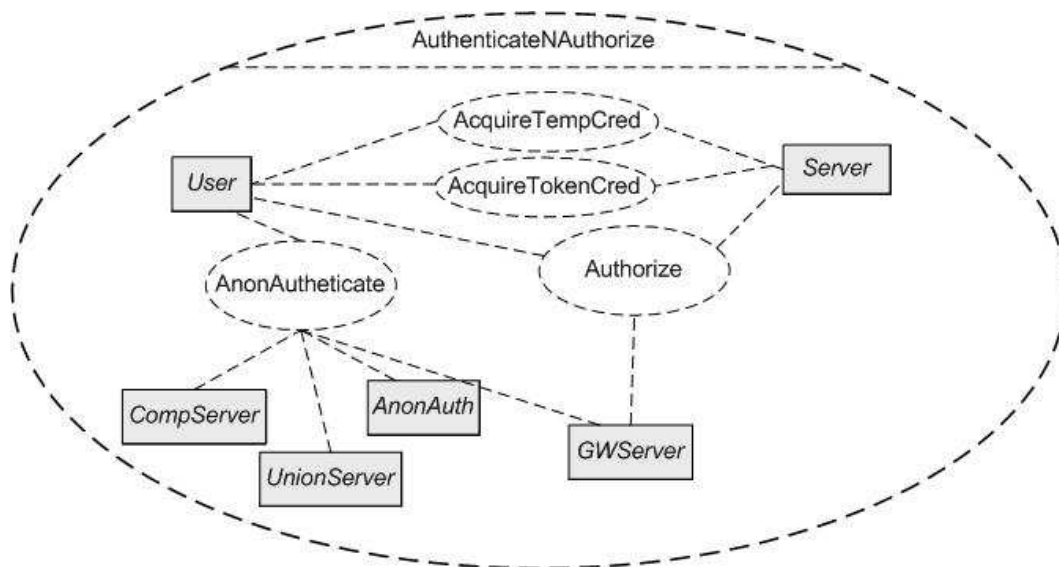 AuthenticateNAuthorize
AcquireTempCred
User
AcquireTokenCred
Server
AnonAutheticate
Authorize
CompServer
AnonAuth
UnionServer
GWServer